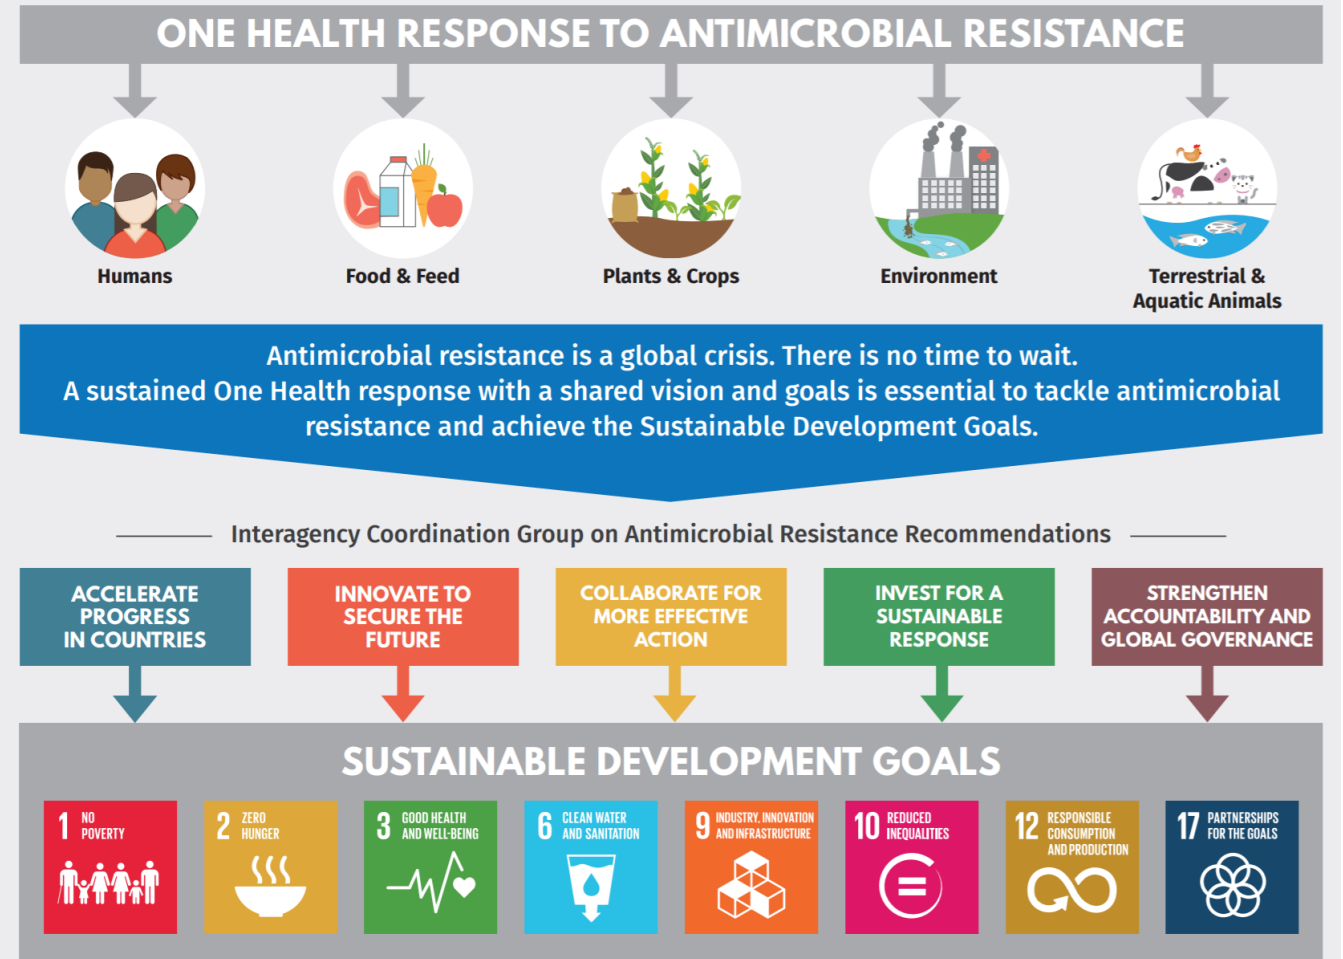 ONE HEALTH RESPONSE TO ANTIMICROBIAL RESISTANCE
Humans
Food & Feed
Plants & Crops
Environment
Terrestrial &
Aquatic Animals
Antimicrobial resistance is a global crisis. There is no time to wait.
A sustained One Health response with a shared vision and goals is essential to tackle antimicrobial
resistance and achieve the Sustainable Development Goals.
Interagency Coordination Group on Antimicrobial Resistance Recommendations
ACCELERATE
PROGRESS
IN COUNTRIES
INNOVATE TO
SECURE THE
FUTURE
COLLABORATE FOR
MORE EFFECTIVE
ACTION
INVEST FOR A
SUSTAINABLE
RESPONSE
STRENGTHEN
ACCOUNTABILITY AND
GLOBAL GOVERNANCE
SUSTAINABLE DEVELOPMENT GOALS
1 NO
POVERTY
2 ZERO
HUNGER
3 GOOD HEALTH
AND WELL-BEING
6 CLEAN WATER
AND SANITATION
9 INDUSTRY, INNOVATION
AND INFRASTRUCTURE
10 REDUCED
INEQUALITIES
12 RESPONSIBLE
CONSUMPTION
AND PRODUCTION
17 PARTNERSHIPS
FOR THE GOALS